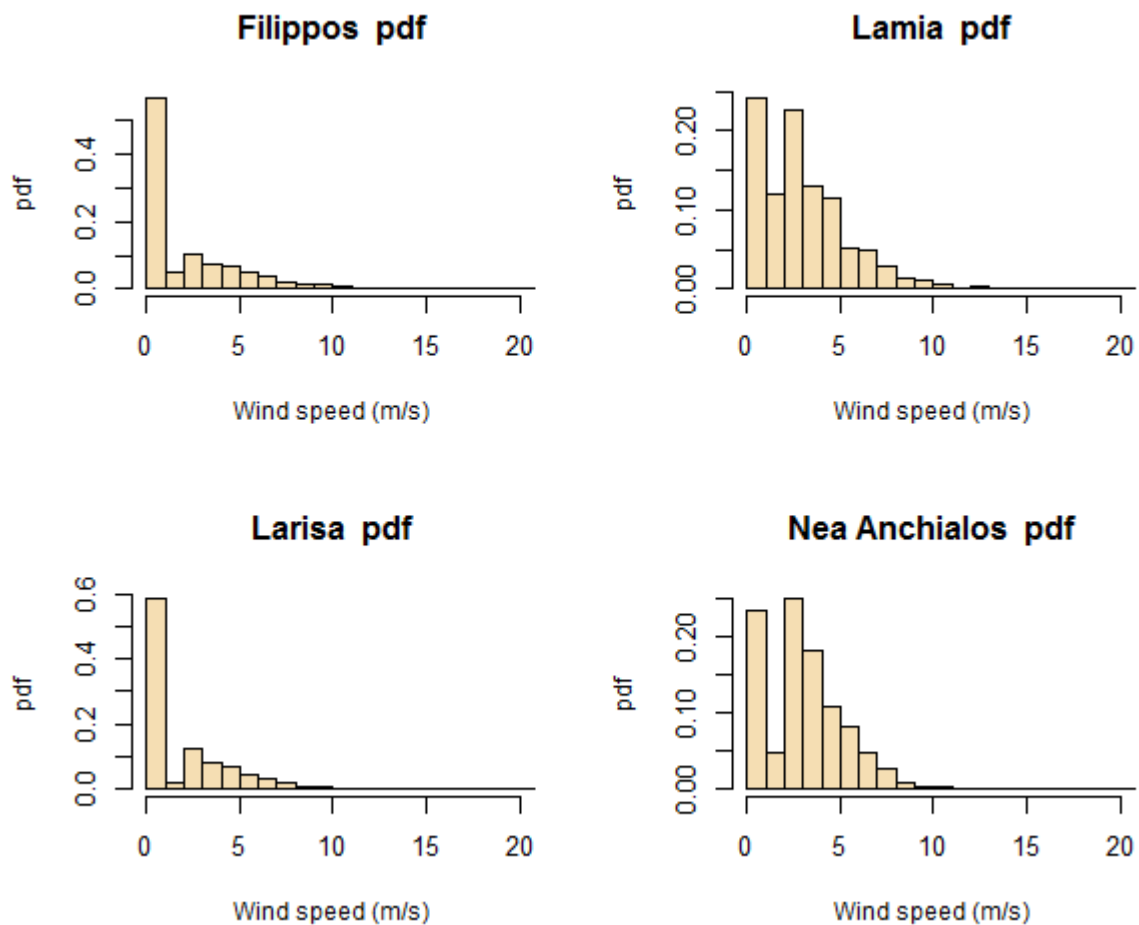 Filippos pdf
pdf
0.0 0.2 0.4
0 5 10 15 20
Wind speed (m/s)
Lamia pdf
pdf
0.00 0.10 0.20
0 5 10 15 20
Wind speed (m/s)
Larisa pdf
pdf
0.0 0.2 0.4 0.6
0 5 10 15 20
Wind speed (m/s)
Nea Anchialos pdf
pdf
0.00 0.10 0.20
0 5 10 15 20
Wind speed (m/s)